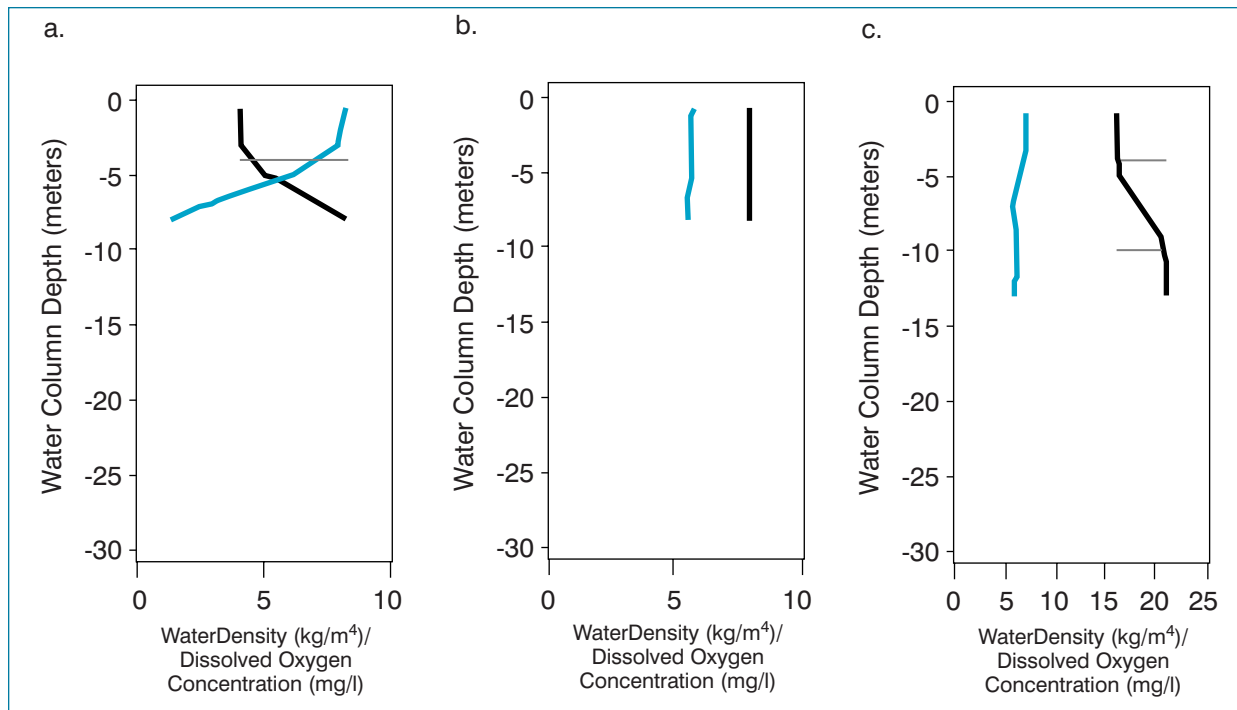 a.
0
-5
-10
-15
-20
-25
-30
Water Column Depth (meters)
0 5 10
WaterDensity (kg/m⁴)/
Dissolved Oxygen
Concentration (mg/l)
b.
0
-5
-10
-15
-20
-25
-30
Water Column Depth (meters)
0 5 10
WaterDensity (kg/m⁴)/
Dissolved Oxygen
Concentration (mg/l)
c.
0
-5
-10
-15
-20
-25
-30
Water Column Depth (meters)
0 5 10 15 20 25
WaterDensity (kg/m⁴)/
Dissolved Oxygen
Concentration (mg/l)